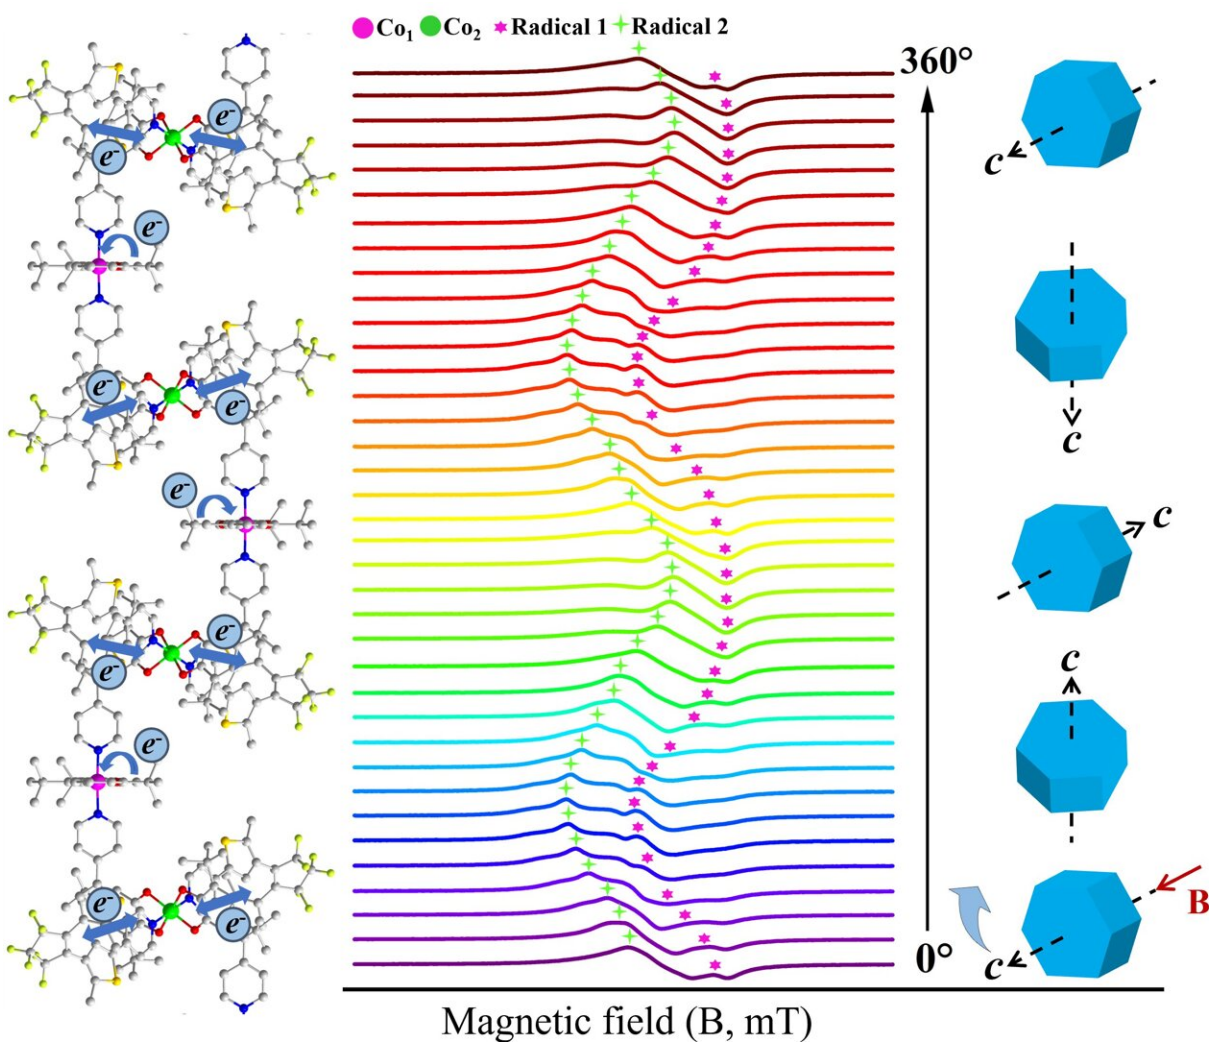 Co₁ Co₂ Radical 1 Radical 2
360°
e⁻
e⁻
c
e⁻
c
e⁻
e⁻
e⁻
c
e⁻
e⁻
c
e⁻
B
e⁻
e⁻
0°
c
Magnetic field (B, mT)